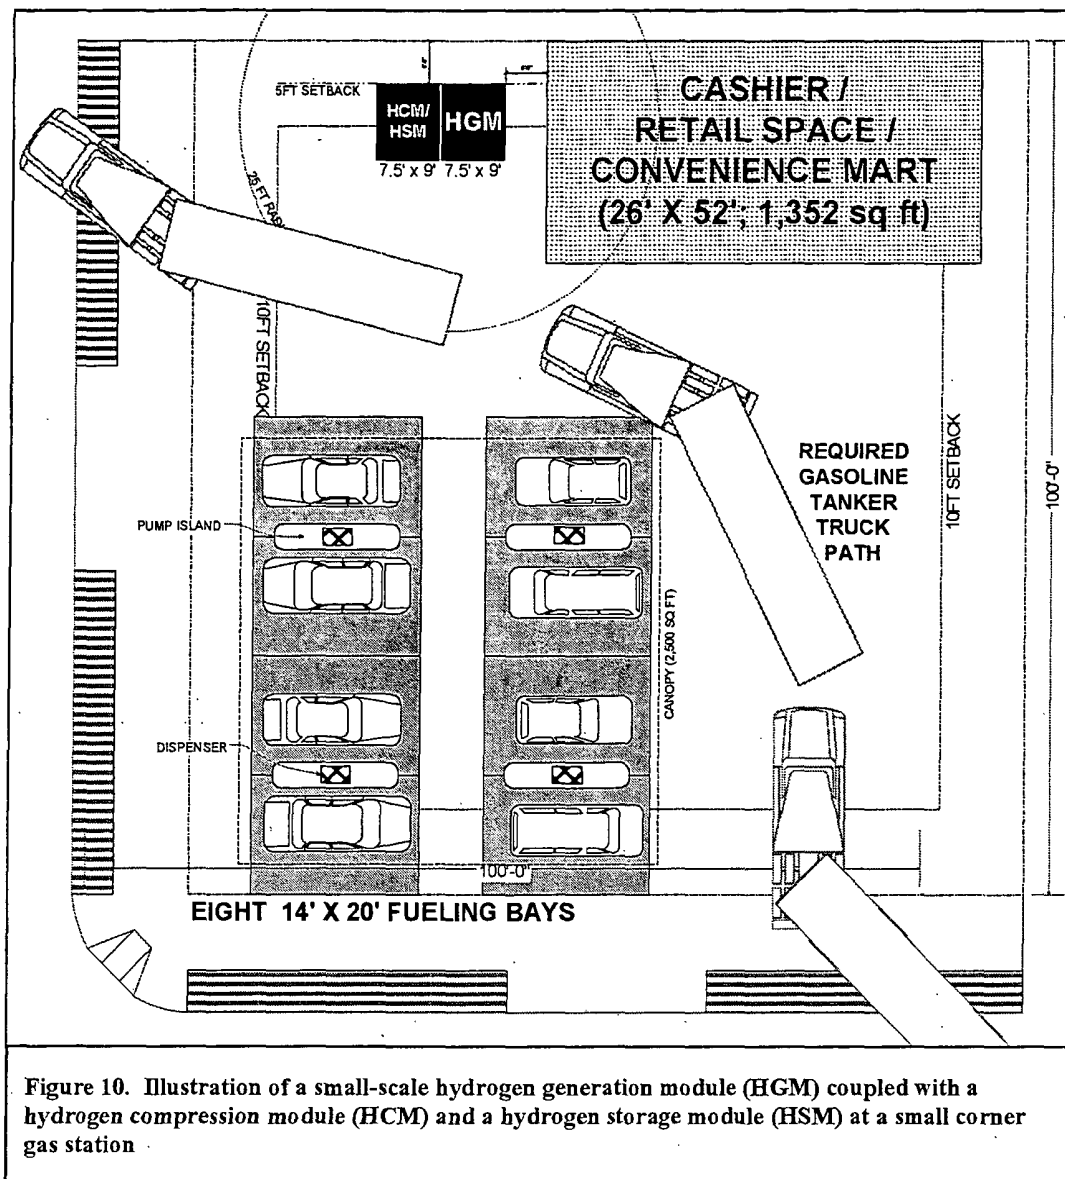 CASHIER /
RETAIL SPACE /
CONVENIENCE MART
(26' X 52'; 1,352 sq ft)
5FT SETBACK
HCM/
HSM
HGM
7.5' x 9' 7.5' x 9'
25 FT
10FT SETBACK
REQUIRED
GASOLINE
TANKER
TRUCK
PATH
10FT SETBACK
100'-0"
PUMP ISLAND
CANOPY (2,500 SQ FT)
DISPENSER
100'-0"
EIGHT 14' X 20' FUELING BAYS
Figure 10. Illustration of a small-scale hydrogen generation module (HGM) coupled with a
hydrogen compression module (HCM) and a hydrogen storage module (HSM) at a small corner
gas station